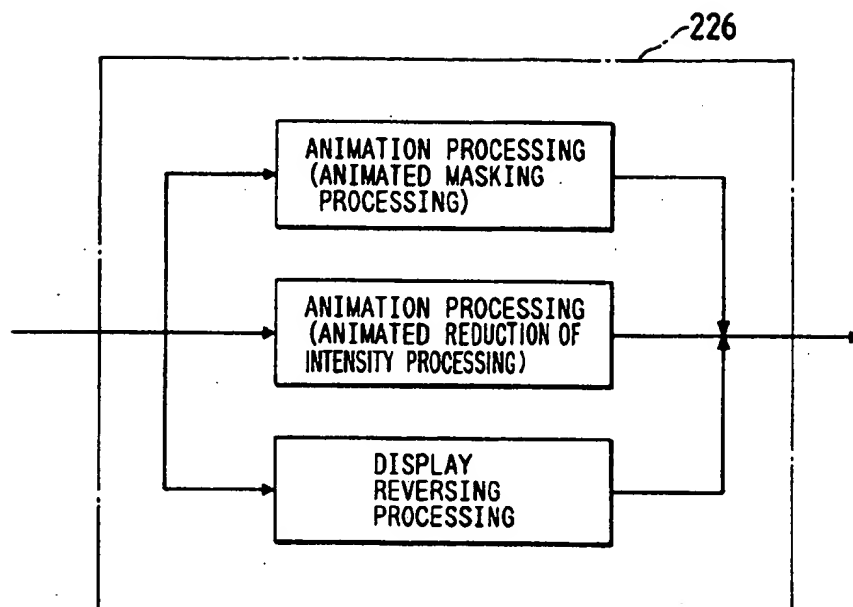 226
ANIMATION PROCESSING
(ANIMATED MASKING
PROCESSING)
ANIMATION PROCESSING
(ANIMATED REDUCTION OF
INTENSITY PROCESSING)
DISPLAY
REVERSING
PROCESSING